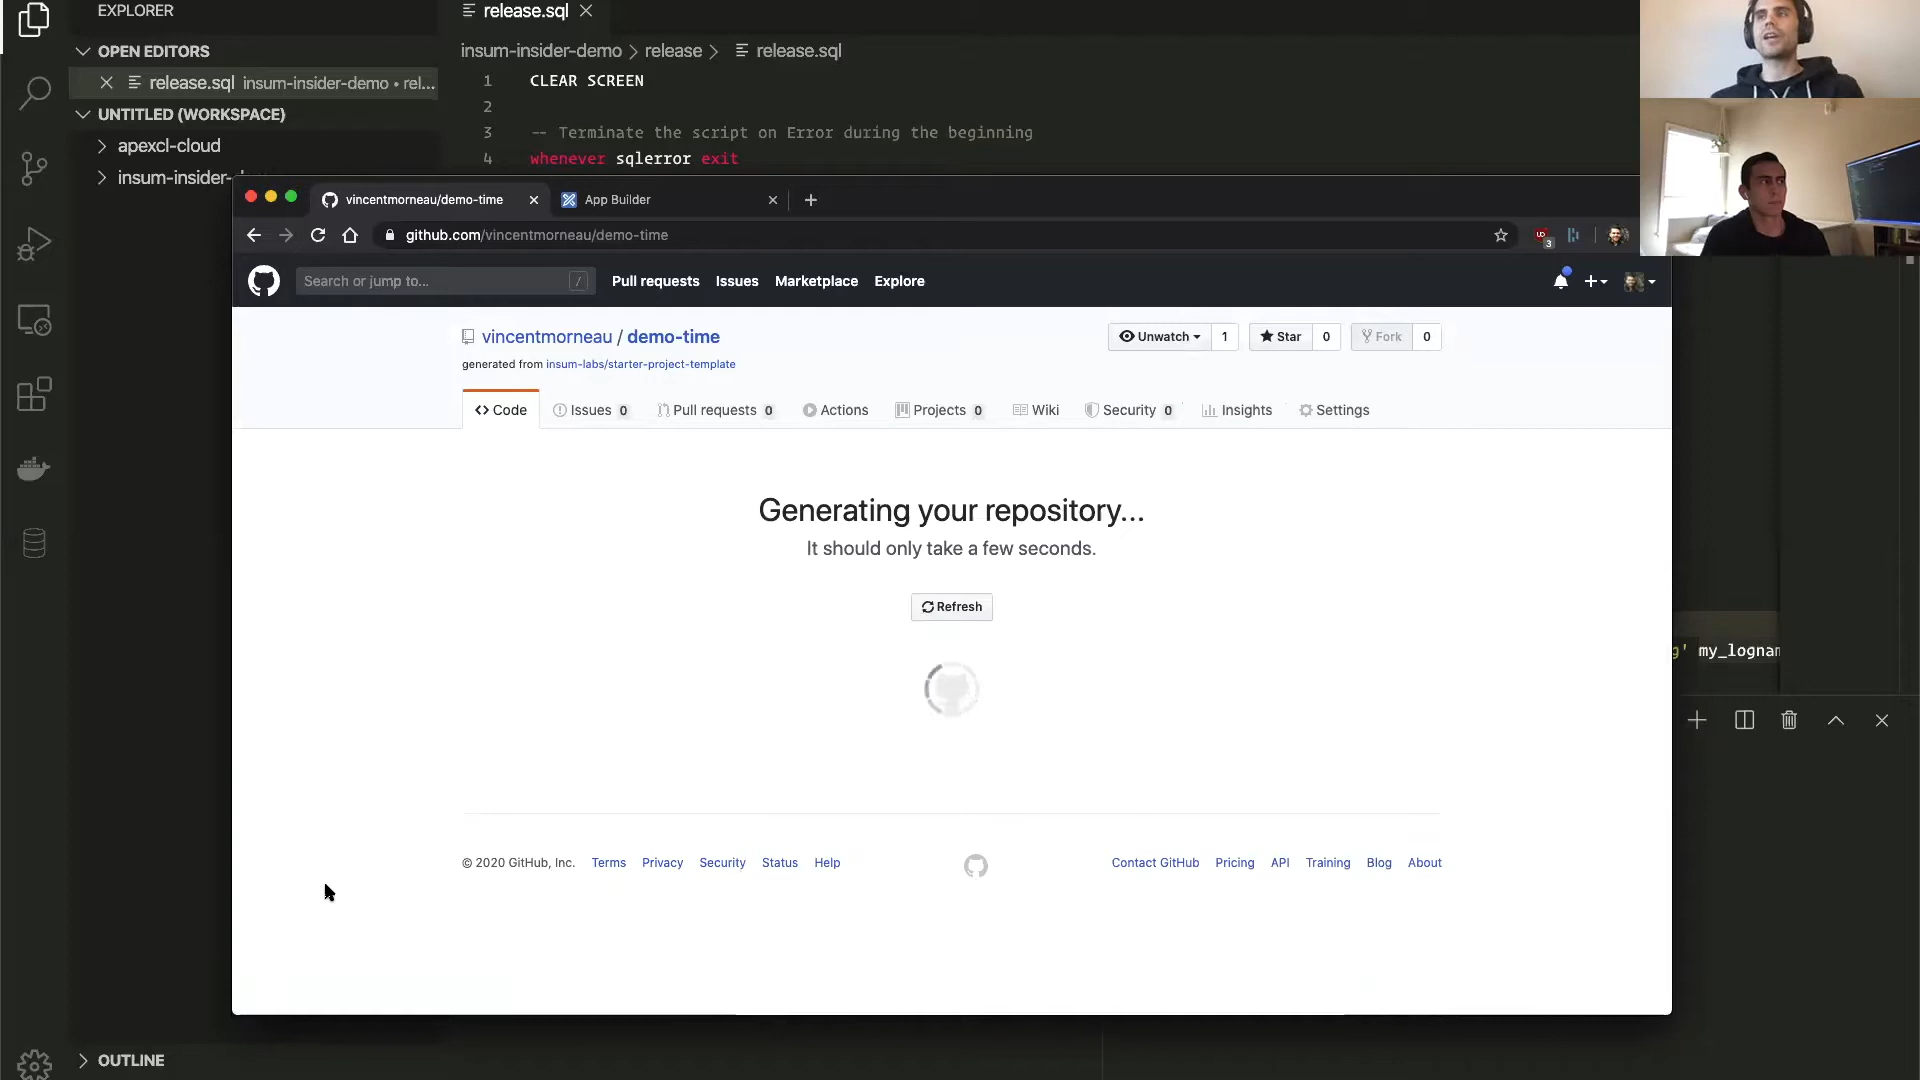 EXPLORER
release.sql
OPEN EDITORS
release.sql insum-insider-demo • rel...
UNTITLED (WORKSPACE)
apexcl-cloud
insum-insider-
insum-insider-demo > release > release.sql
1 CLEAR SCREEN
2
3 -- Terminate the script on Error during the beginning
4 whenever sqlerror exit
vincentmorneau/demo-time
App Builder
github.com/vincentmorneau/demo-time
3
Search or jump to... /
Pull requests Issues Marketplace Explore
vincentmorneau / demo-time
Unwatch 1 Star 0 Fork 0
generated from insum-labs/starter-project-template
Code Issues 0 Pull requests 0 Actions Projects 0 Wiki Security 0 Insights Settings
Generating your repository...
It should only take a few seconds.
Refresh
g' my_lognam
© 2020 GitHub, Inc. Terms Privacy Security Status Help
Contact GitHub Pricing API Training Blog About
OUTLINE